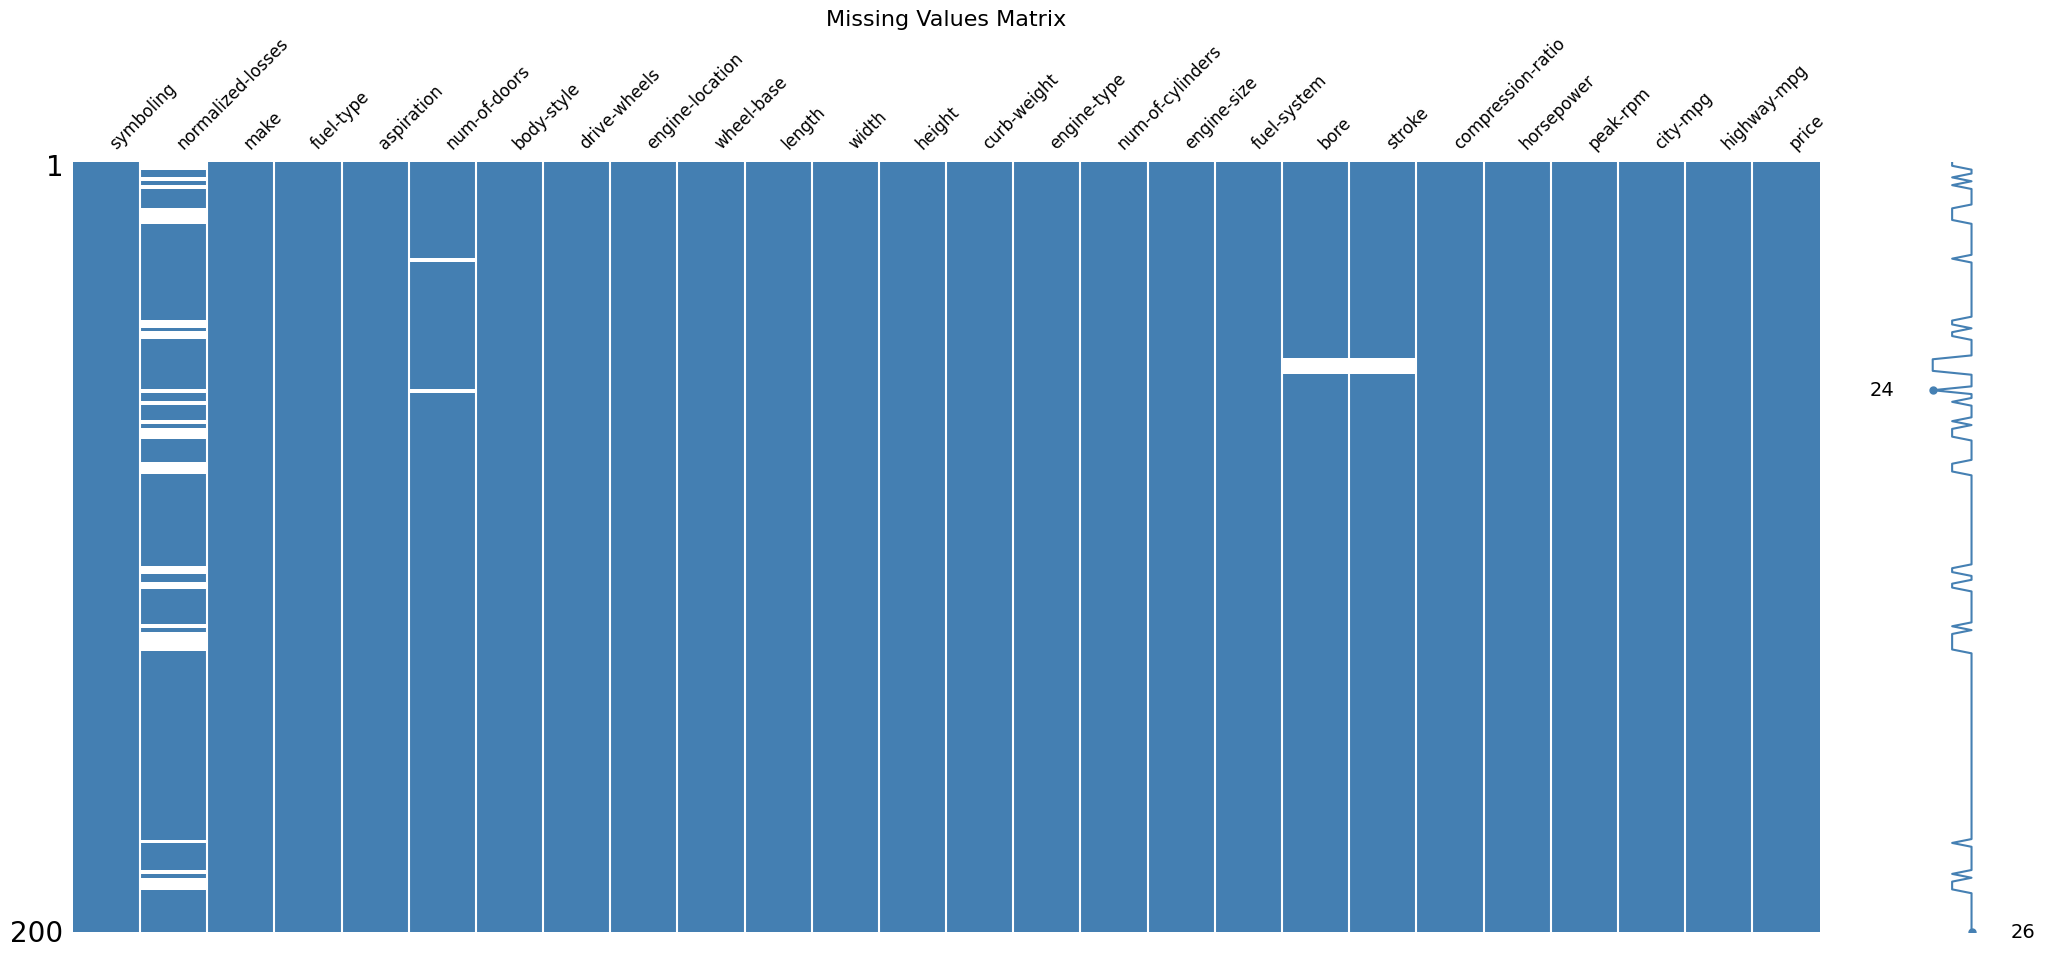 Missing Values Matrix
symboling
normalized-losses
make
fuel-type
aspiration
num-of-doors
body-style
drive-wheels
engine-location
wheel-base
length
width
height
curb-weight
engine-type
num-of-cylinders
engine-size
fuel-system
bore
stroke
compression-ratio
horsepower
peak-rpm
city-mpg
highway-mpg
price
1
24
200
26